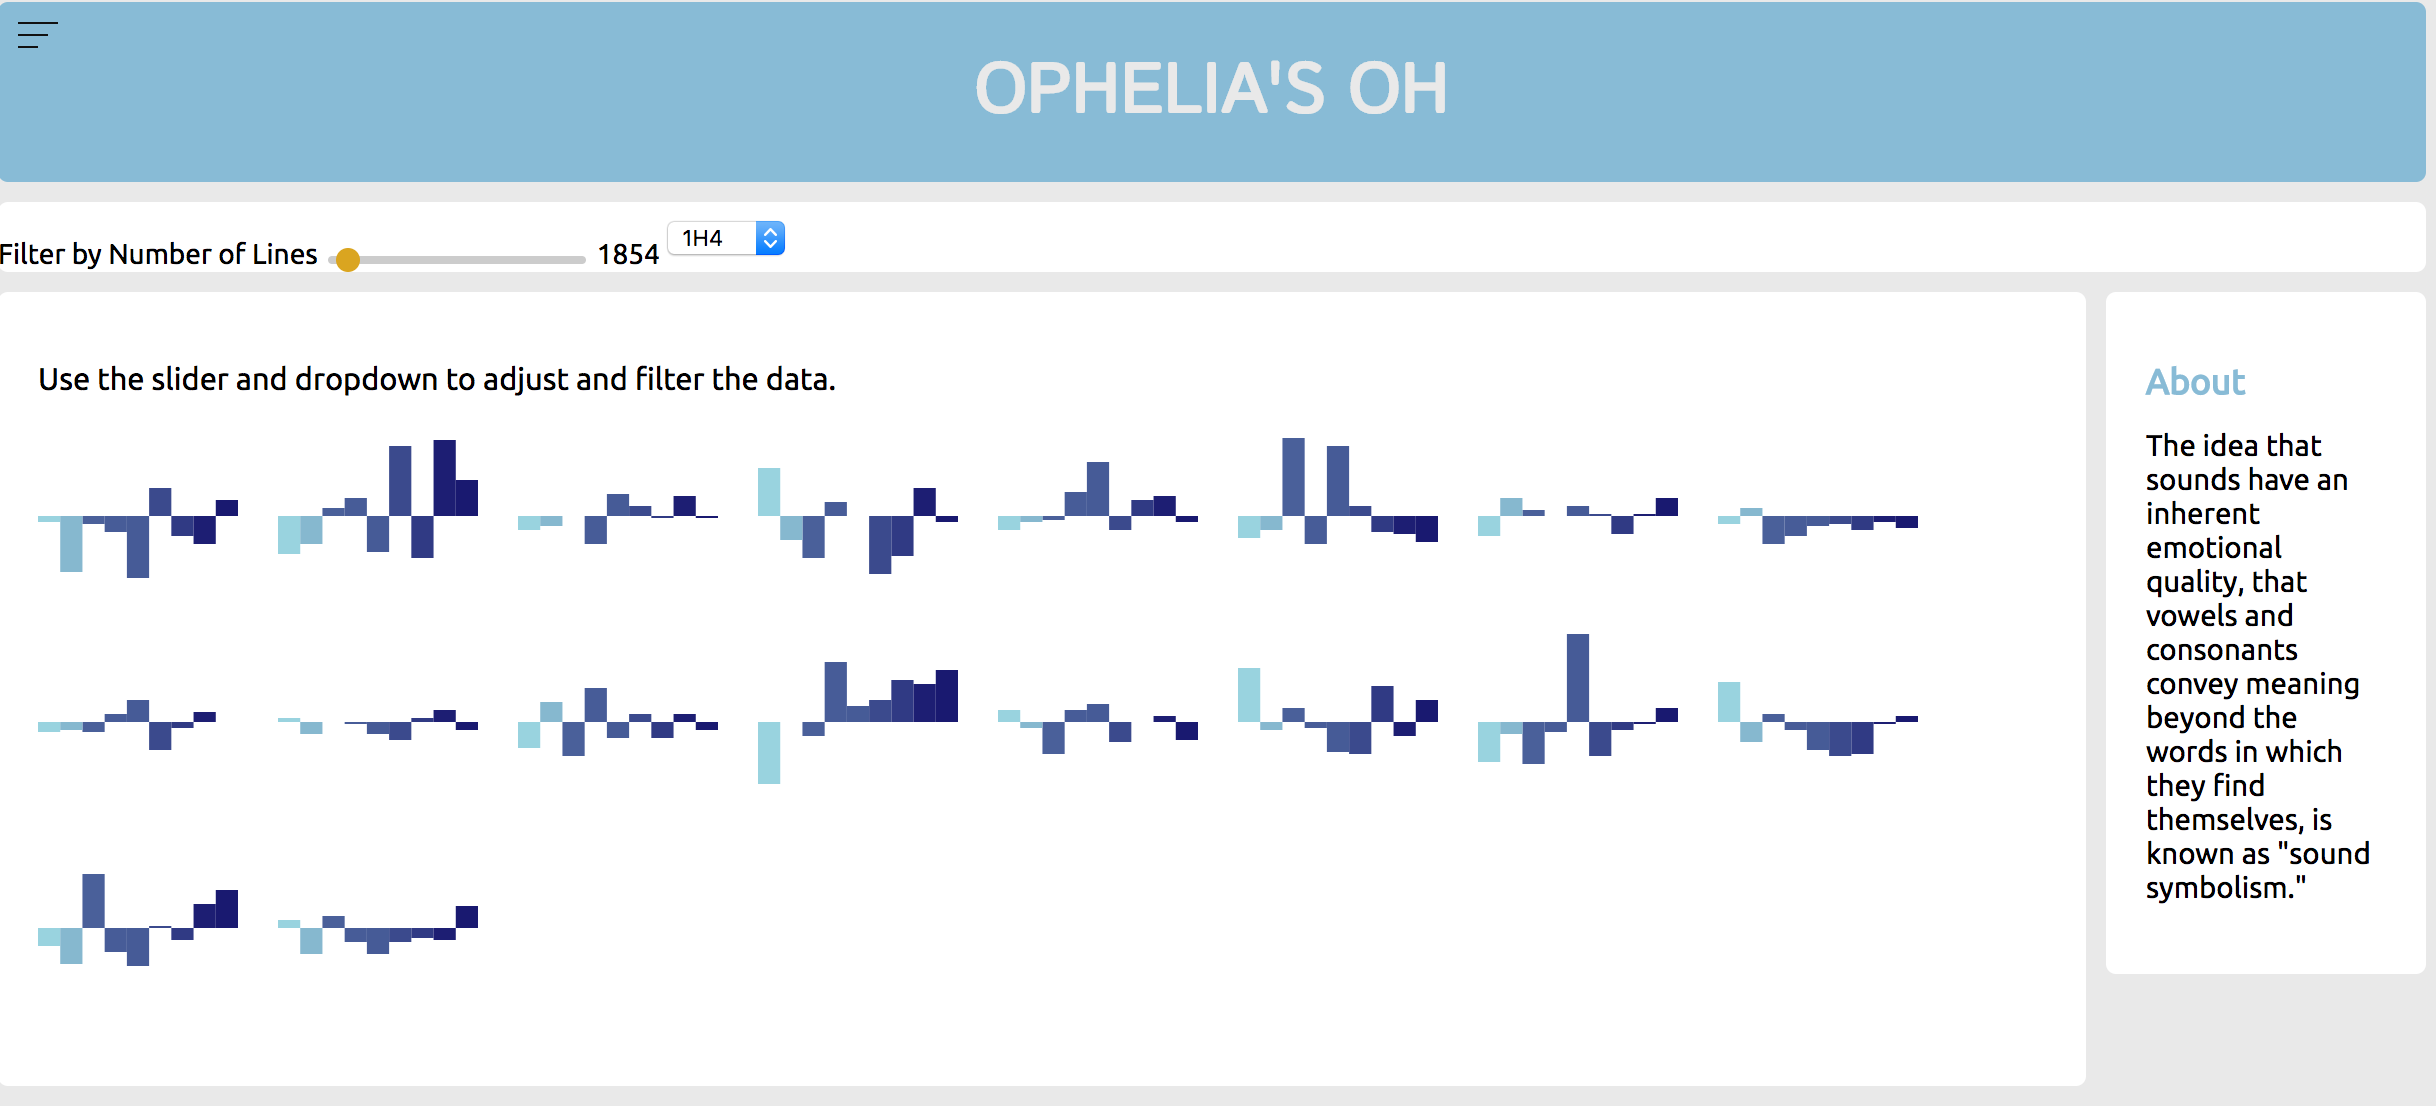 OPHELIA'S OH
Filter by Number of Lines 1854 1H4
Use the slider and dropdown to adjust and filter the data.
About
The idea that
sounds have an
inherent
emotional
quality, that
vowels and
consonants
convey meaning
beyond the
words in which
they find
themselves, is
known as "sound
symbolism."